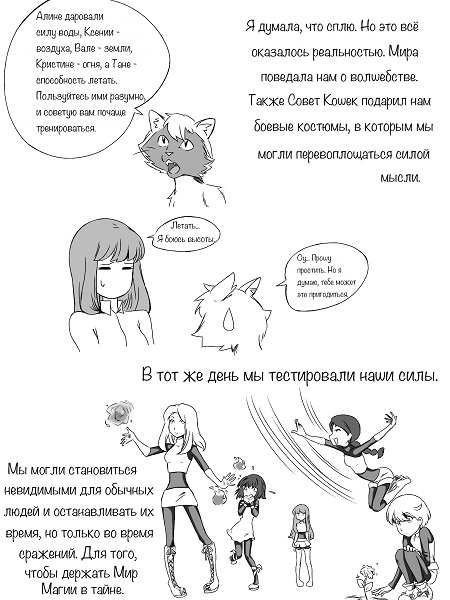 Алине даровали
силу воды, Ксении -
воздуха, Вале - земли,
Кристине - огня, а Тане -
способность летать.
Пользуйтесь ими разумно,
и советую вам почаще
тренироваться.
Я думала, что сплю. Но это всё
оказалось реальностью. Мира
поведала нам о волшебстве.
Также Совет Кошек подарил нам
боевые костюмы, в которым мы
могли перевоплощаться силой
мысли.
Летать...
Я боюсь высоты.
Оу... Прошу
простить. Но я
думаю, тебе может
это пригодиться.
В тот же день мы тестировали наши силы.
Мы могли становиться
невидимыми для обычных
людей и останавливать их
время, но только во время
сражений. Для того,
чтобы держать Мир
Магии в тайне.